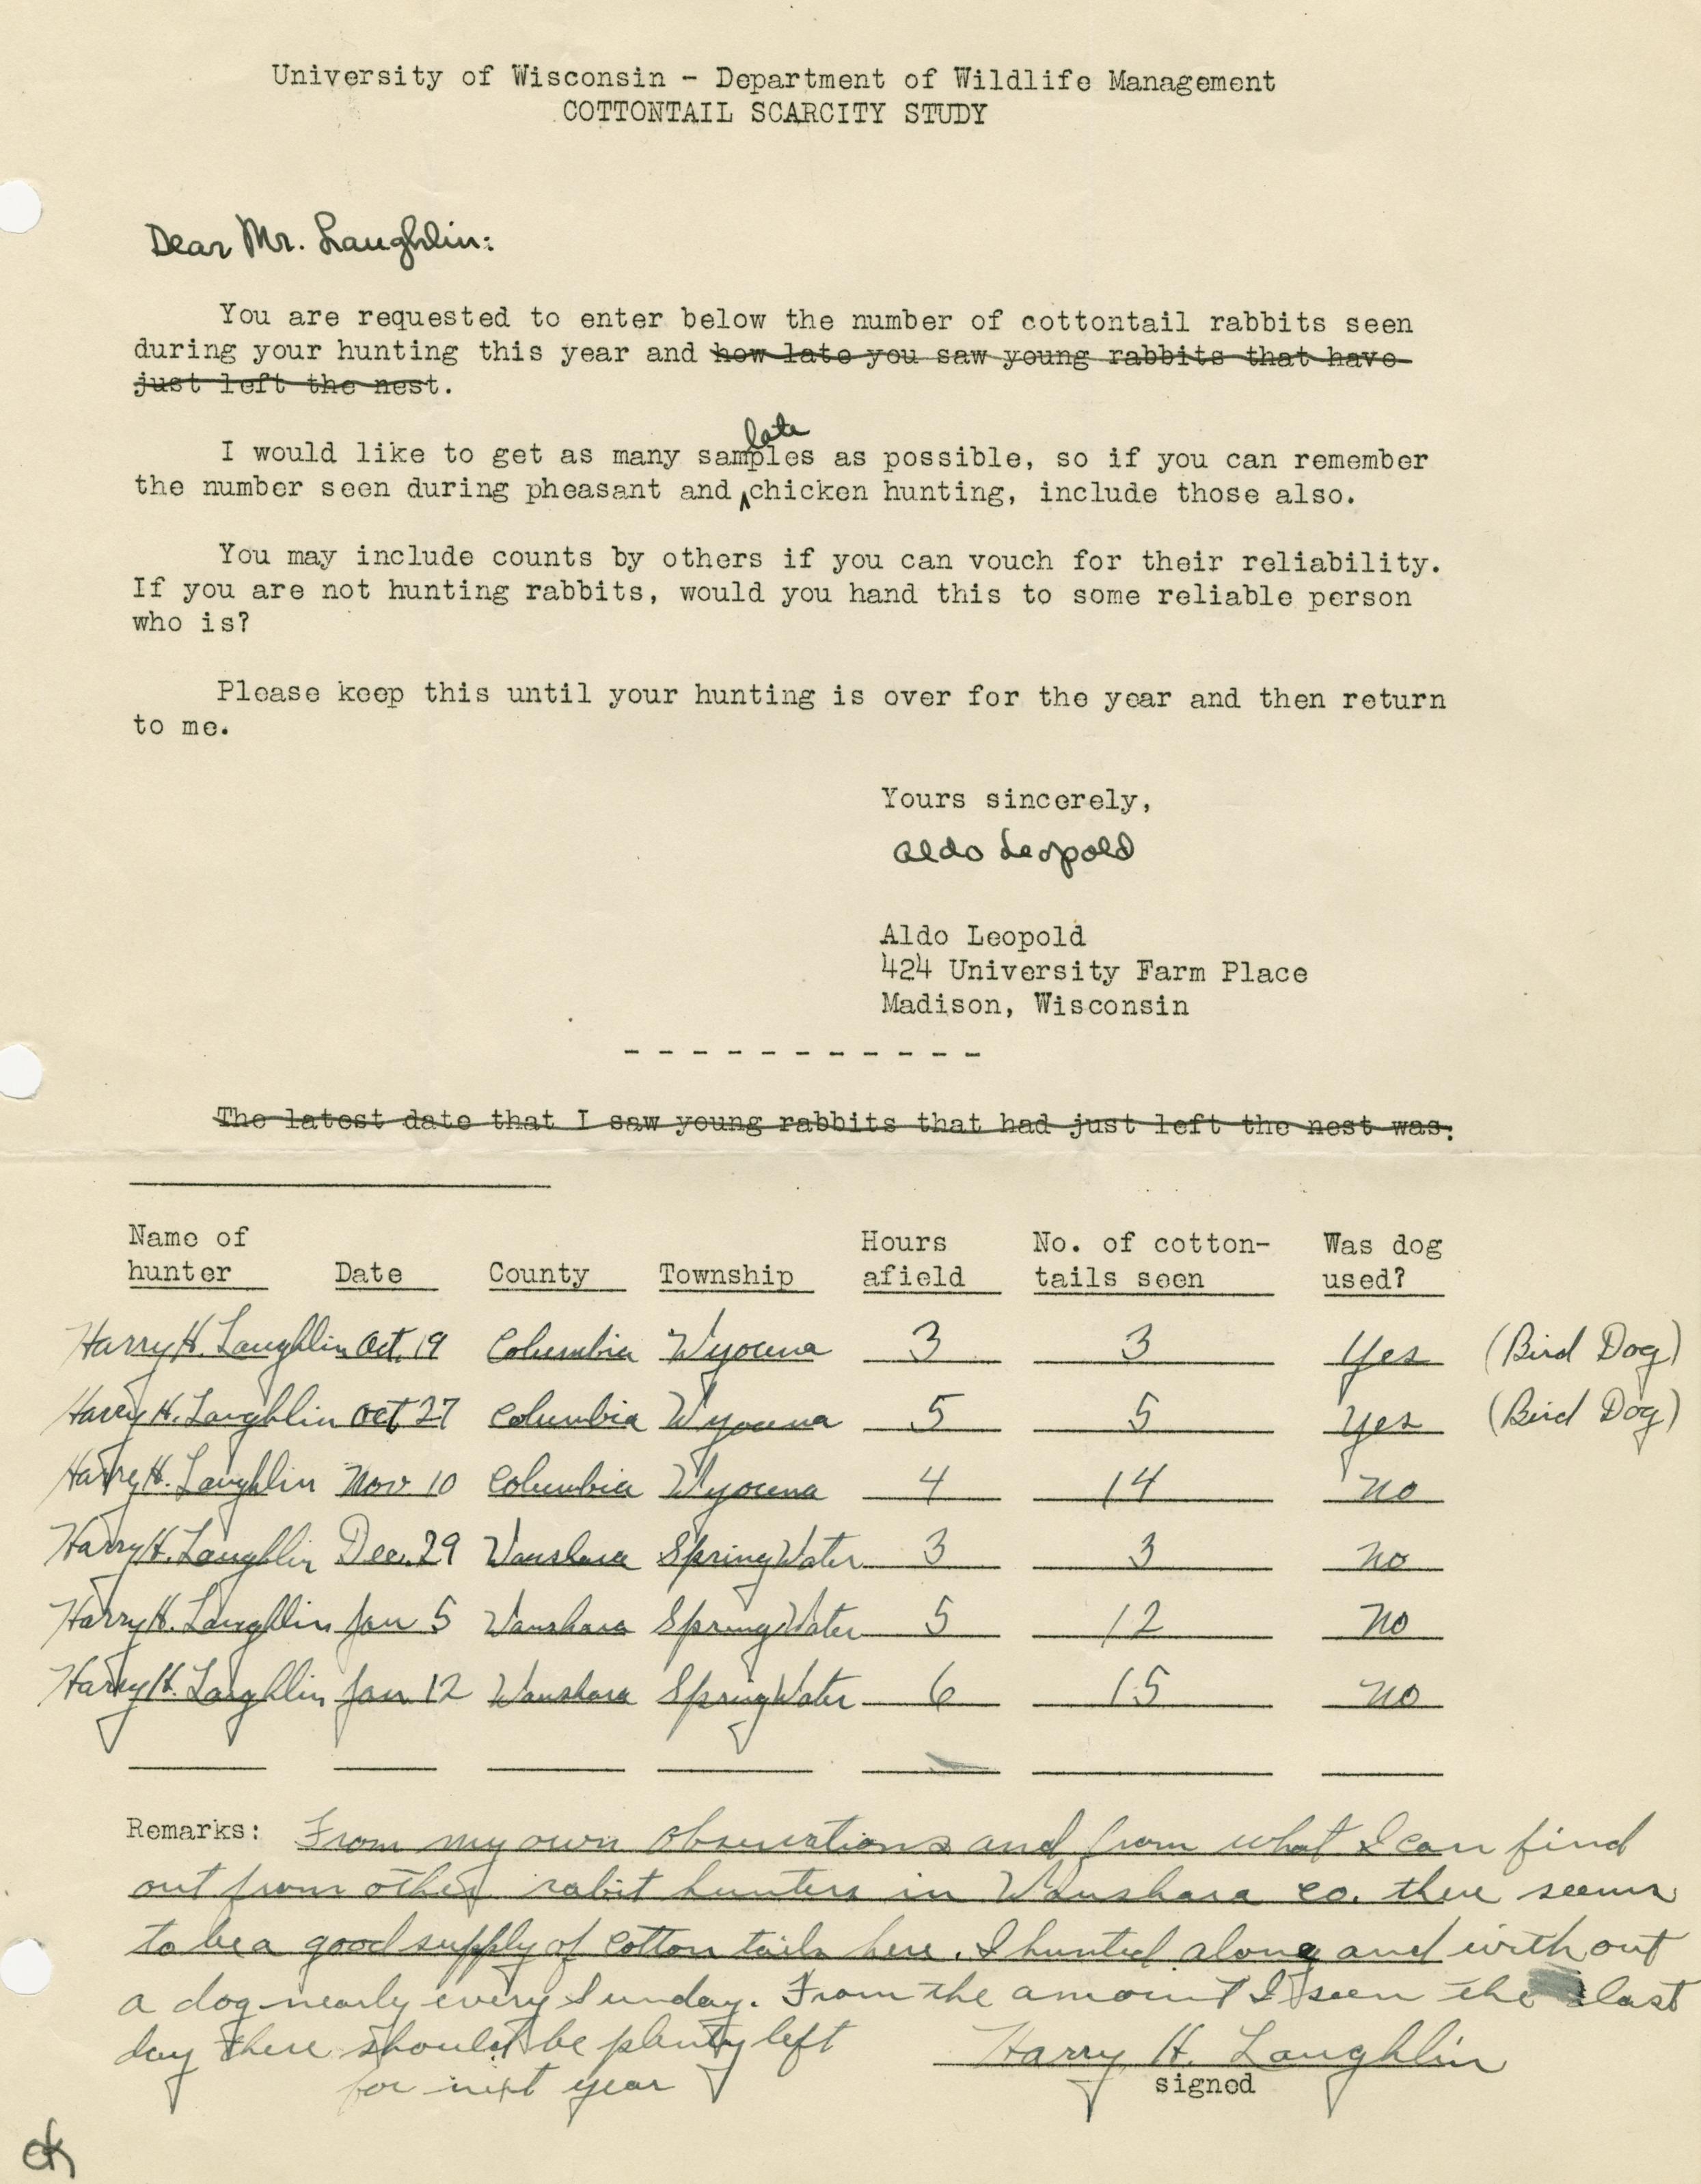 University of Wisconsin - Department of Wildlife Management
COTTONTAIL SCARCITY STUDY
Dear Mr. Laughlin:
You are requested to enter below the number of cottontail rabbits seen
during your hunting this year and how late you saw young rabbits that have
just left the nest.
I would like to get as many samples as possible, so if you can remember
the number seen during pheasant and late chicken hunting, include those also.
You may include counts by others if you can vouch for their reliability.
If you are not hunting rabbits, would you hand this to some reliable person
who is?
Please keep this until your hunting is over for the year and then return
to me.
Yours sincerely,
Aldo Leopold
Aldo Leopold
424 University Farm Place
Madison, Wisconsin
- - - - - - - - - - -
The latest date that I saw young rabbits that had just left the nest was:
Name of hunter Date County Township Hours afield No. of cotton-tails seen Was dog used?
Harry H. Laughlin Oct. 19 Columbia Wyocena 3 3 Yes (Bird Dog)
Harry H. Laughlin Oct 27 Columbia Wyocena 5 5 Yes (Bird Dog)
Harry H. Laughlin Nov. 10 Columbia Wyocena 4 14 no
Harry H. Laughlin Dec. 29 Waushara Spring Water 3 3 no
Harry H. Laughlin Jan 5 Waushara Spring Water 5 12 no
Harry H. Laughlin Jan 12 Waushara Spring Water 6 15 no
Remarks: From my own observations and from what I can find
out from other rabit hunters in Waushara co. there seems
to be a good supply of cotton tails here. I hunted alone and with out
a dog nearly every Sunday. From the amount I seen the last
day there should be plenty left
for next year
Harry H. Laughlin
signed
ok